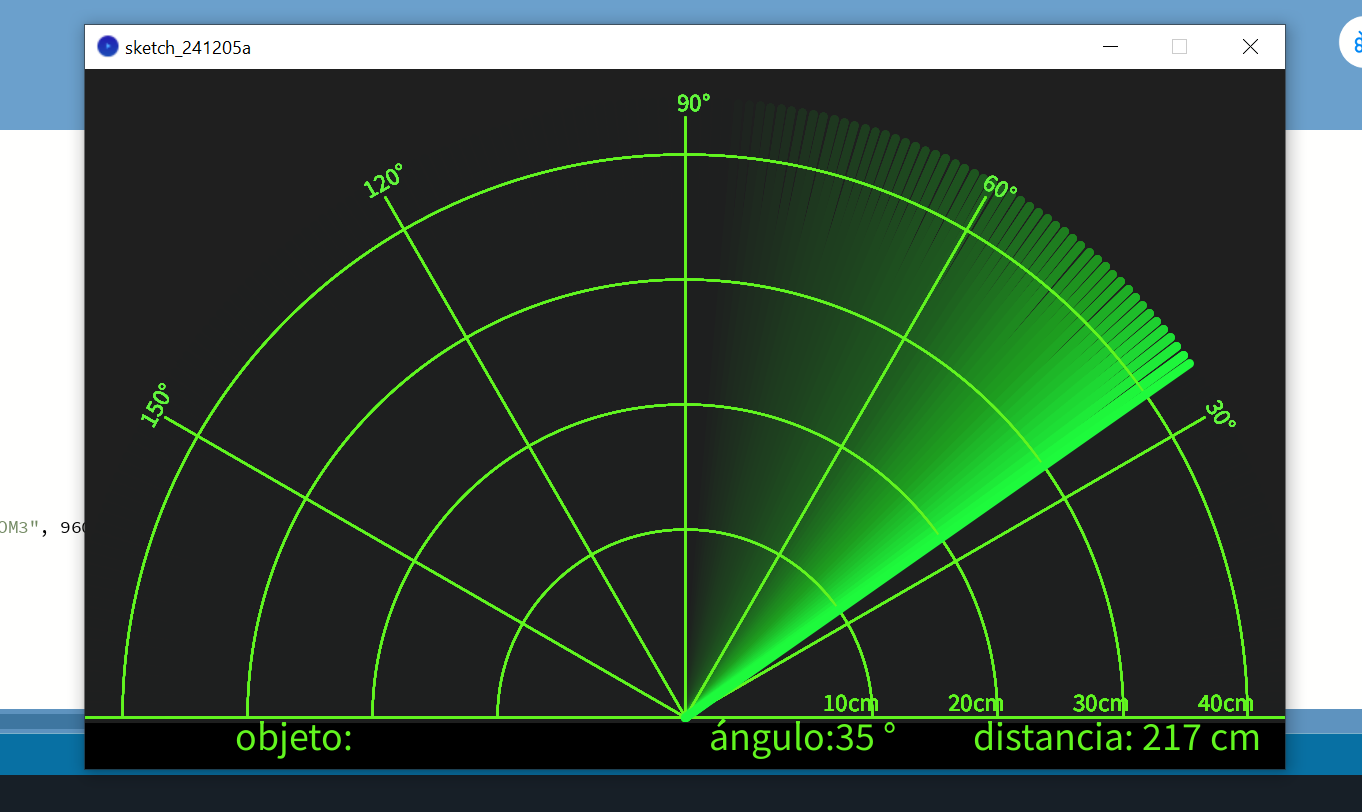 sketch_241205a
90°
120°
60°
150°
30°
OM3", 960
10cm
20cm
30cm
40cm
objeto:
ángulo:35 °
distancia: 217 cm